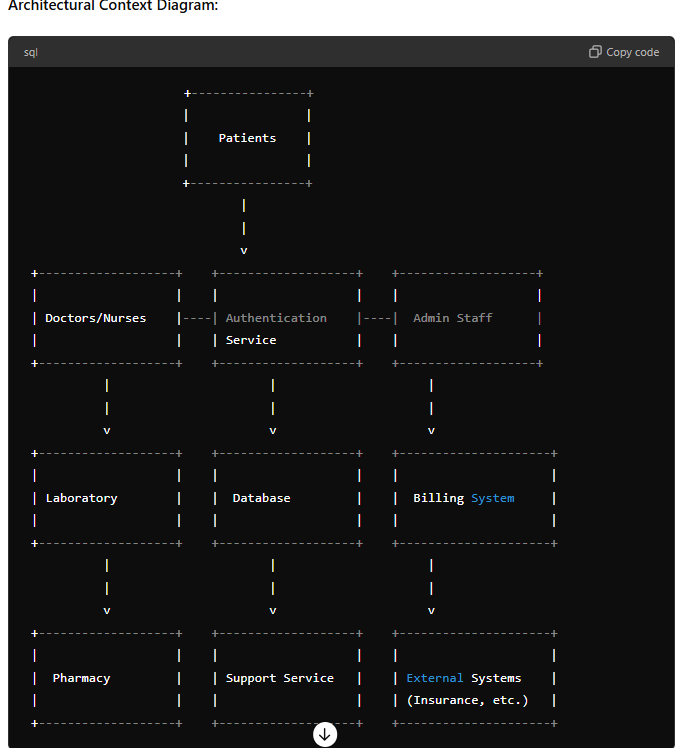 Architectural Context Diagram:
sql Copy code
Patients
v
Doctors/Nurses Authentication Admin Staff
Service
v v v
Laboratory Database Billing System
v v v
Pharmacy Support Service External Systems
(Insurance, etc.)